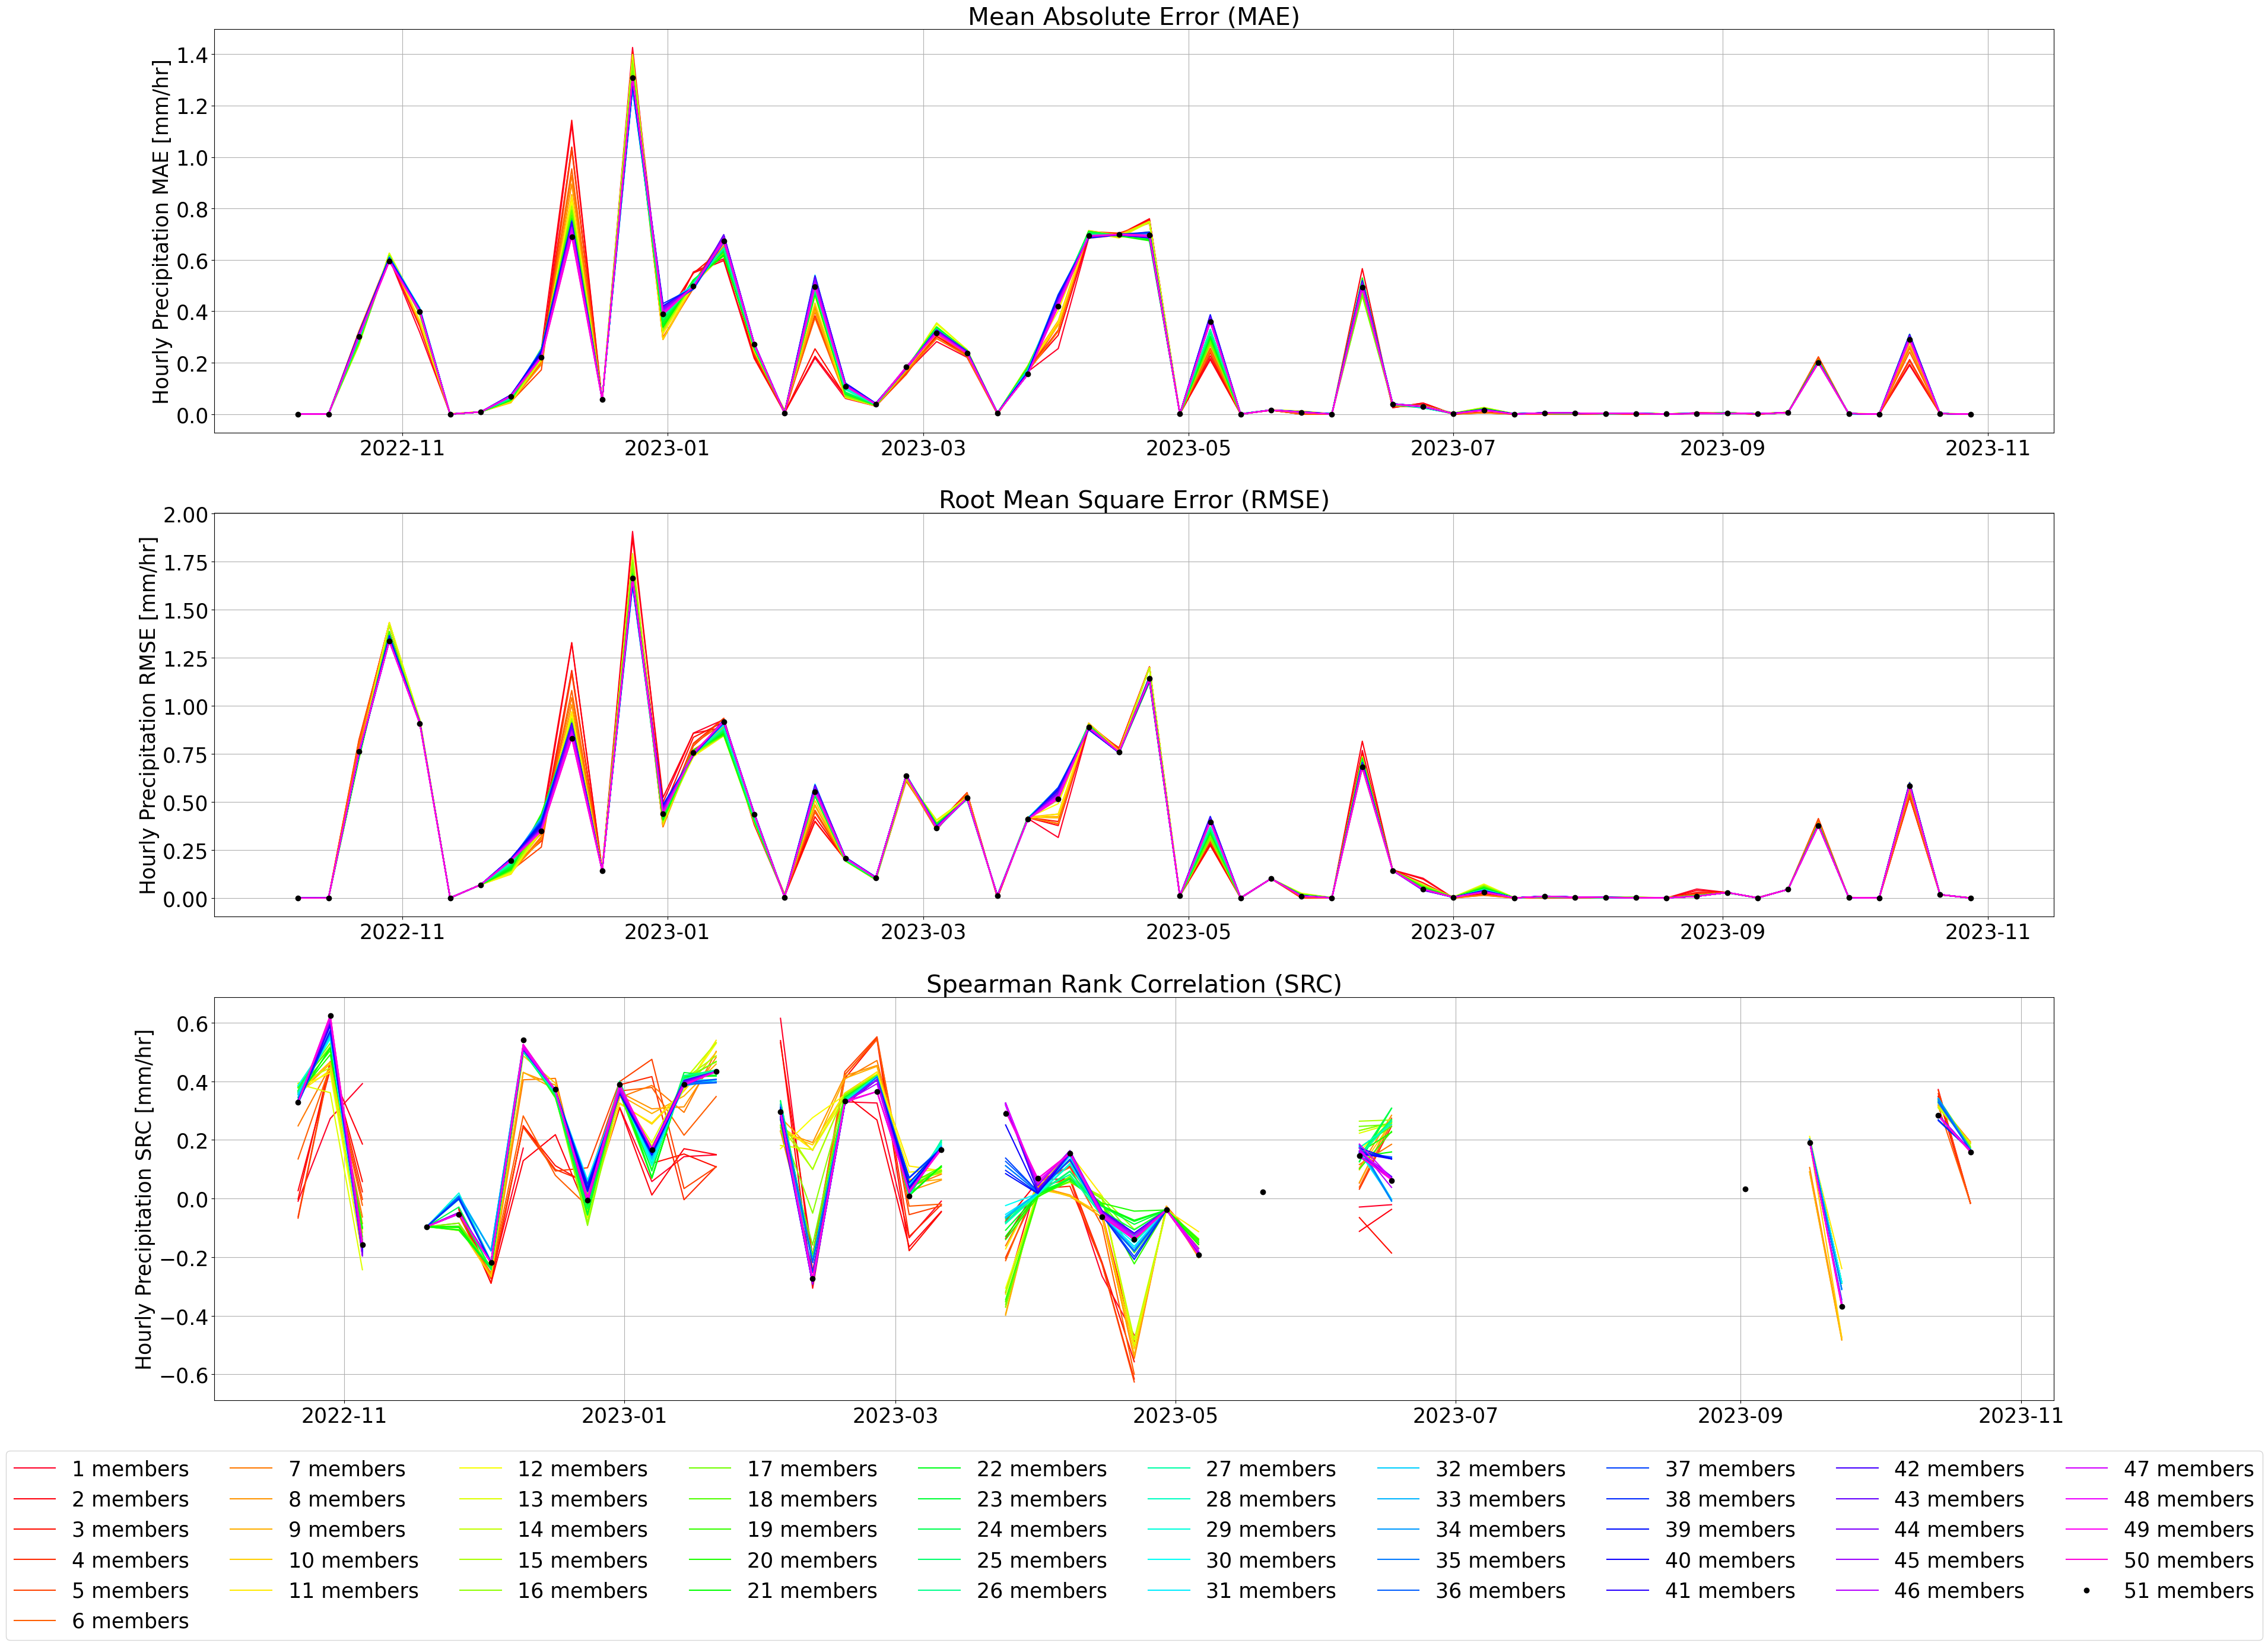 Mean Absolute Error (MAE)
Hourly Precipitation MAE [mm/hr]
1.4
1.2
1.0
0.8
0.6
0.4
0.2
0.0
2022-11 2023-01 2023-03 2023-05 2023-07 2023-09 2023-11
Root Mean Square Error (RMSE)
Hourly Precipitation RMSE [mm/hr]
2.00
1.75
1.50
1.25
1.00
0.75
0.50
0.25
0.00
2022-11 2023-01 2023-03 2023-05 2023-07 2023-09 2023-11
Spearman Rank Correlation (SRC)
Hourly Precipitation SRC [mm/hr]
0.6
0.4
0.2
0.0
−0.2
−0.4
−0.6
2022-11 2023-01 2023-03 2023-05 2023-07 2023-09 2023-11
1 members 7 members 12 members 17 members 22 members 27 members 32 members 37 members 42 members 47 members
2 members 8 members 13 members 18 members 23 members 28 members 33 members 38 members 43 members 48 members
3 members 9 members 14 members 19 members 24 members 29 members 34 members 39 members 44 members 49 members
4 members 10 members 15 members 20 members 25 members 30 members 35 members 40 members 45 members 50 members
5 members 11 members 16 members 21 members 26 members 31 members 36 members 41 members 46 members 51 members
6 members